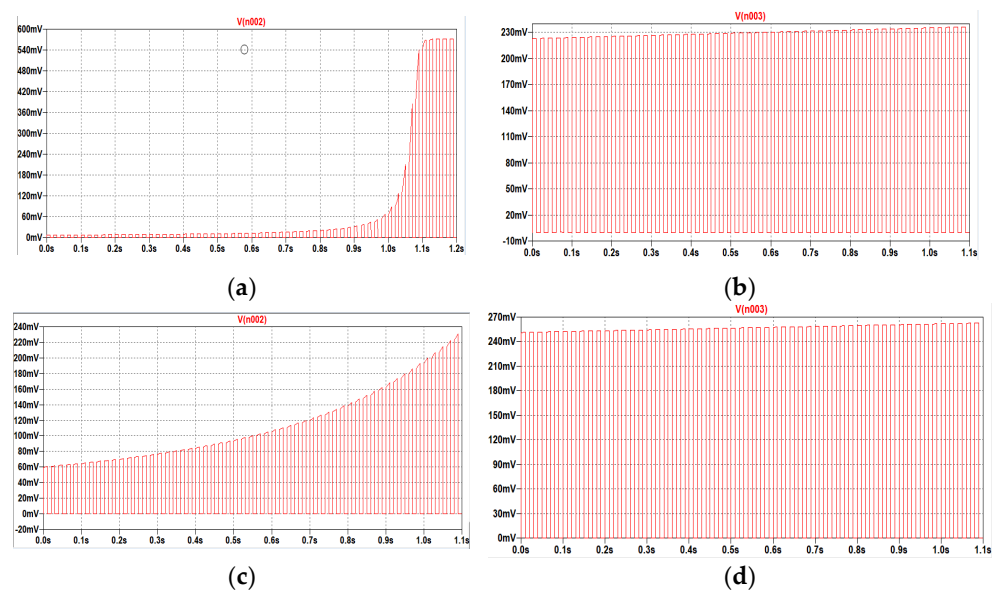 V(n002)
600mV
540mV
480mV
420mV
360mV
300mV
240mV
180mV
120mV
60mV
0mV
0.0s 0.1s 0.2s 0.3s 0.4s 0.5s 0.6s 0.7s 0.8s 0.9s 1.0s 1.1s 1.2s
(a)
V(n003)
230mV
200mV
170mV
140mV
110mV
80mV
50mV
20mV
-10mV
0.0s 0.1s 0.2s 0.3s 0.4s 0.5s 0.6s 0.7s 0.8s 0.9s 1.0s 1.1s
(b)
V(n002)
240mV
220mV
200mV
180mV
160mV
140mV
120mV
100mV
80mV
60mV
40mV
20mV
0mV
-20mV
0.0s 0.1s 0.2s 0.3s 0.4s 0.5s 0.6s 0.7s 0.8s 0.9s 1.0s 1.1s
(c)
V(n003)
270mV
240mV
210mV
180mV
150mV
120mV
90mV
60mV
30mV
0mV
0.0s 0.1s 0.2s 0.3s 0.4s 0.5s 0.6s 0.7s 0.8s 0.9s 1.0s 1.1s
(d)